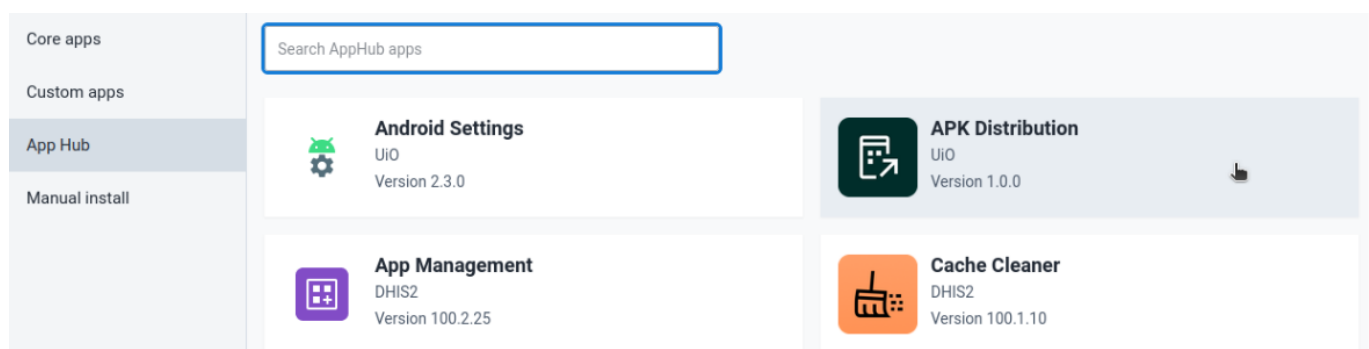 Core apps
Custom apps
App Hub
Manual install
Search AppHub apps
Android Settings
UiO
Version 2.3.0
APK Distribution
UiO
Version 1.0.0
App Management
DHIS2
Version 100.2.25
Cache Cleaner
DHIS2
Version 100.1.10